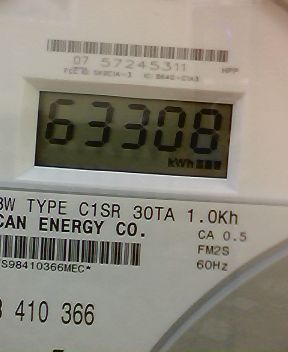 07 57245311
HPP
63308
kWh
3W TYPE C1SR 30TA 1.0Kh
CAN ENERGY CO.
CA 0.5
FM2S
S98410366MEC*
60Hz
410 366